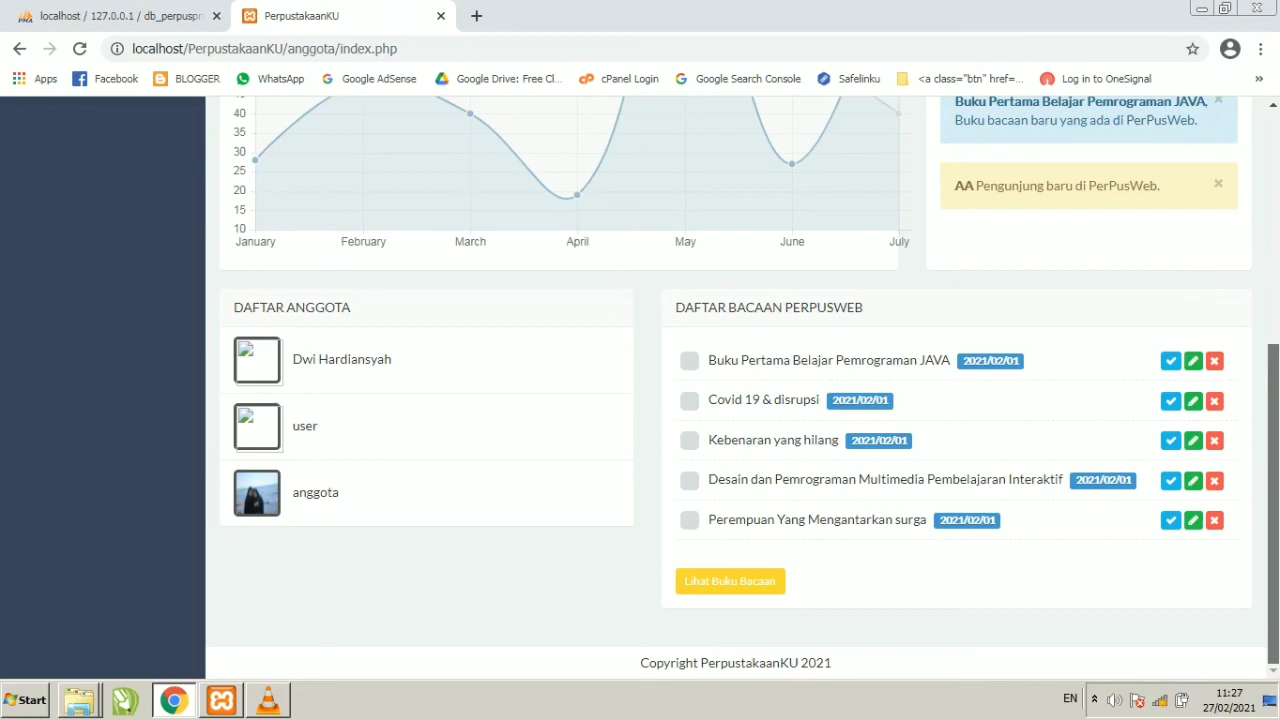 localhost / 127.0.0.1 / db_perpuspr
PerpustakaanKU
localhost/PerpustakaanKU/anggota/index.php
Apps
Facebook
BLOGGER
WhatsApp
Google AdSense
Google Drive: Free Cl...
cPanel Login
Google Search Console
Safelinku
<a class="btn" href=...
Log in to OneSignal
»
40
35
30
25
20
15
10
January
February
March
April
May
June
July
Buku Pertama Belajar Pemrograman JAVA,
Buku bacaan baru yang ada di PerPusWeb.
AA Pengunjung baru di PerPusWeb.
DAFTAR ANGGOTA
Dwi Hardiansyah
user
anggota
DAFTAR BACAAN PERPUSWEB
Buku Pertama Belajar Pemrograman JAVA 2021/02/01
Covid 19 & disrupsi 2021/02/01
Kebenaran yang hilang 2021/02/01
Desain dan Pemrograman Multimedia Pembelajaran Interaktif 2021/02/01
Perempuan Yang Mengantarkan surga 2021/02/01
Lihat Buku Bacaan
Copyright PerpustakaanKU 2021
Start
EN
11:27
27/02/2021